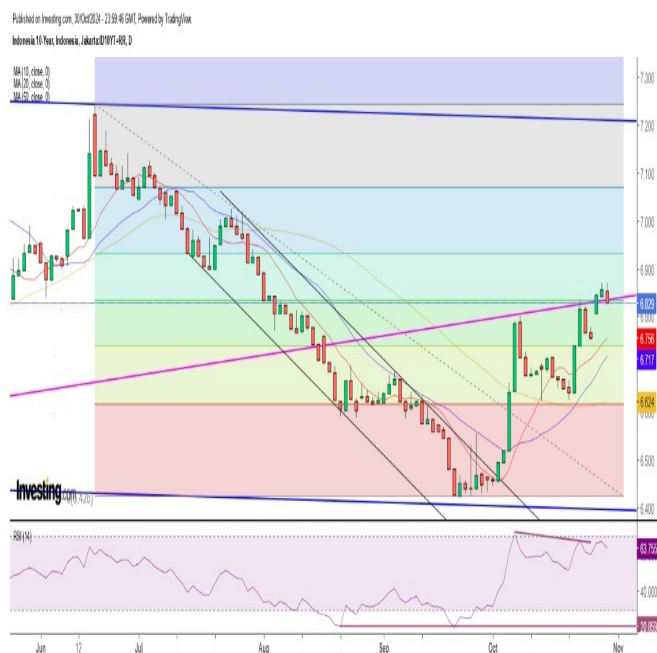 Published on Investing.com, 30/Oct/2024 - 23:59:46 GMT, Powered by TradingView.
Indonesia 10-Year, Indonesia, Jakarta:ID10YT=RR, D
MA (10, close, 0)
MA (20, close, 0)
MA (50, close, 0)
7.300
7.200
7.100
7.000
6.900
6.829
6.800
6.756
6.717
6.624
6.500
6.400
Investing.com
RSI (14)
63.755
40.000
Jun 12 Jul Aug Sep Oct Nov